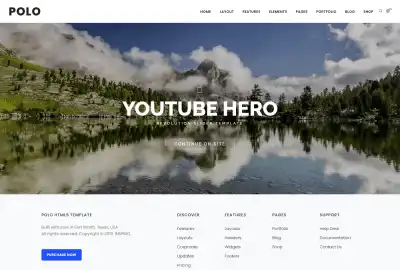 POLO
HOME LAYOUT FEATURES ELEMENTS PAGES PORTFOLIO BLOG SHOP
YOUTUBE HERO
REVOLUTION SLIDER TEMPLATE
CONTINUE ON SITE
POLO HTML5 TEMPLATE DISCOVER FEATURES PAGES SUPPORT
Built with love in Fort Worth, Texas, USA
All rights reserved. Copyright © 2019. INSPIRO.
Features Layouts Portfolio Help Desk
Layouts Headers Blog Documentation
Corporate Widgets Shop Contact Us
Updates Footers
Pricing
PURCHASE NOW